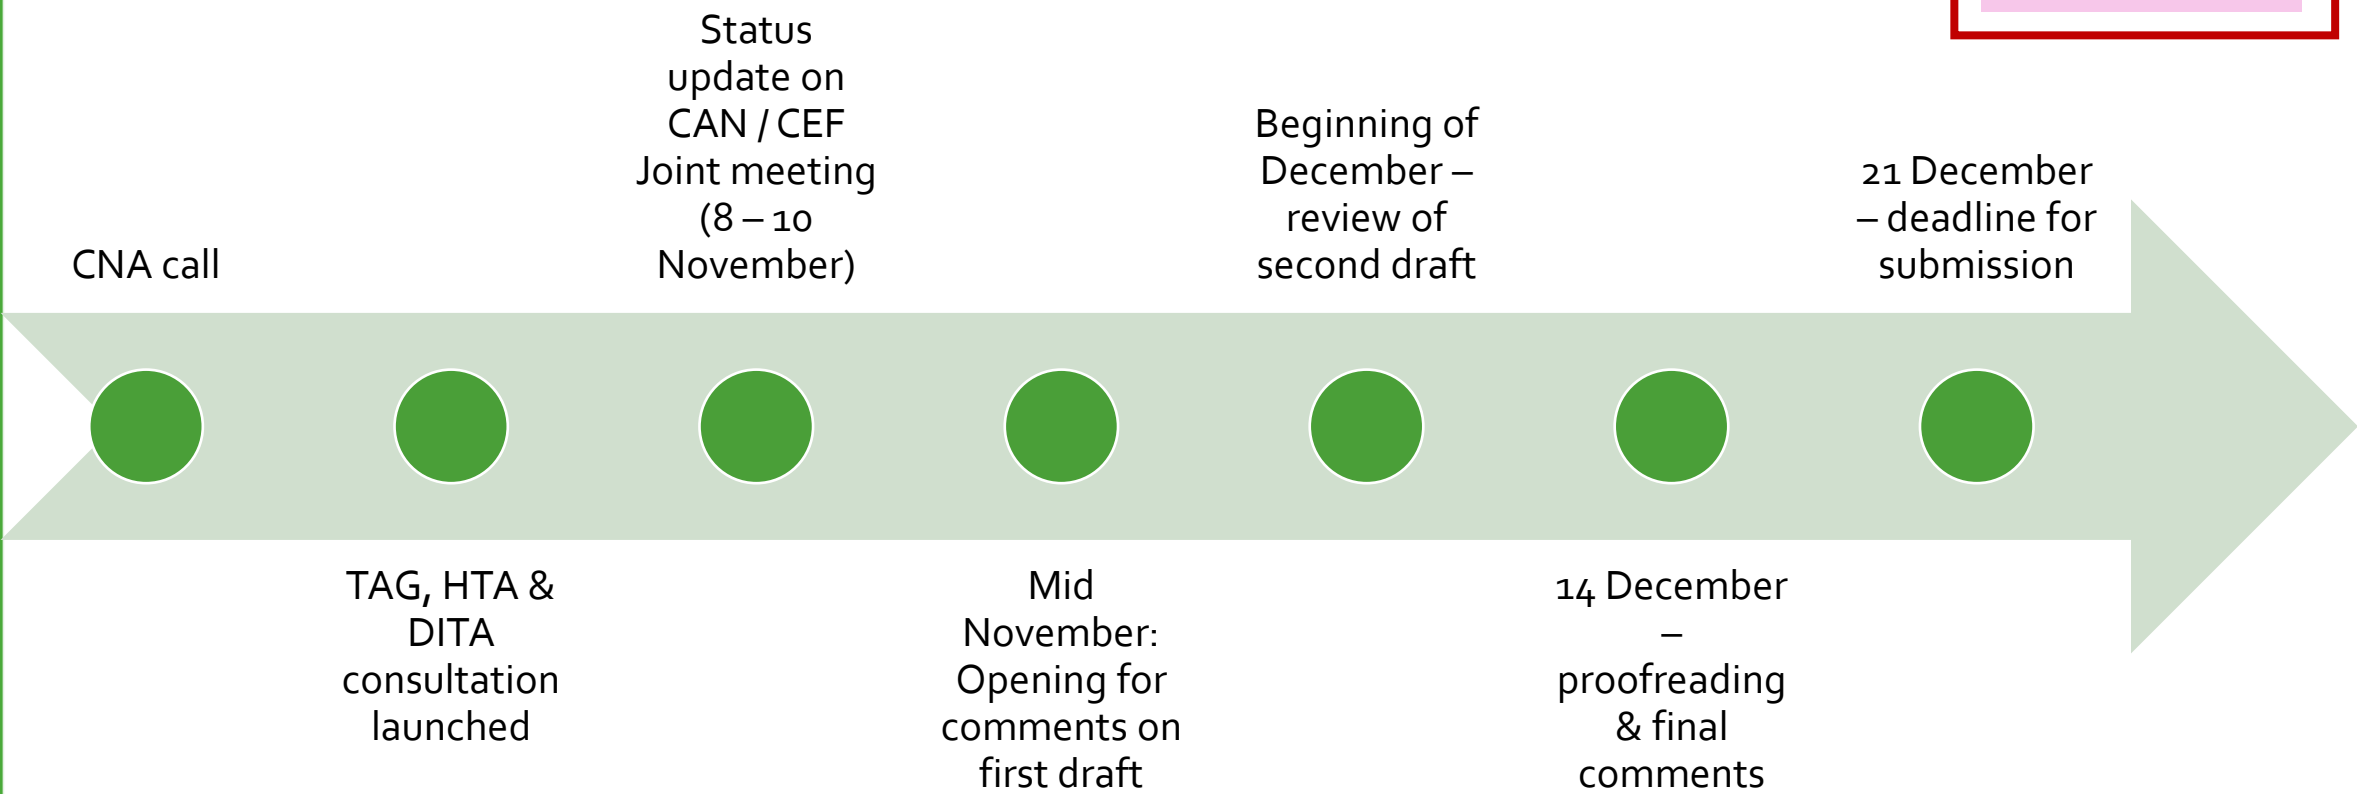 CNA call
TAG, HTA &
DITA
consultation
launched
Status
update on
CAN / CEF
Joint meeting
(8 – 10
November)
Mid
November:
Opening for
comments on
first draft
Beginning of
December –
review of
second draft
14 December
–
proofreading
& final
comments
21 December
– deadline for
submission